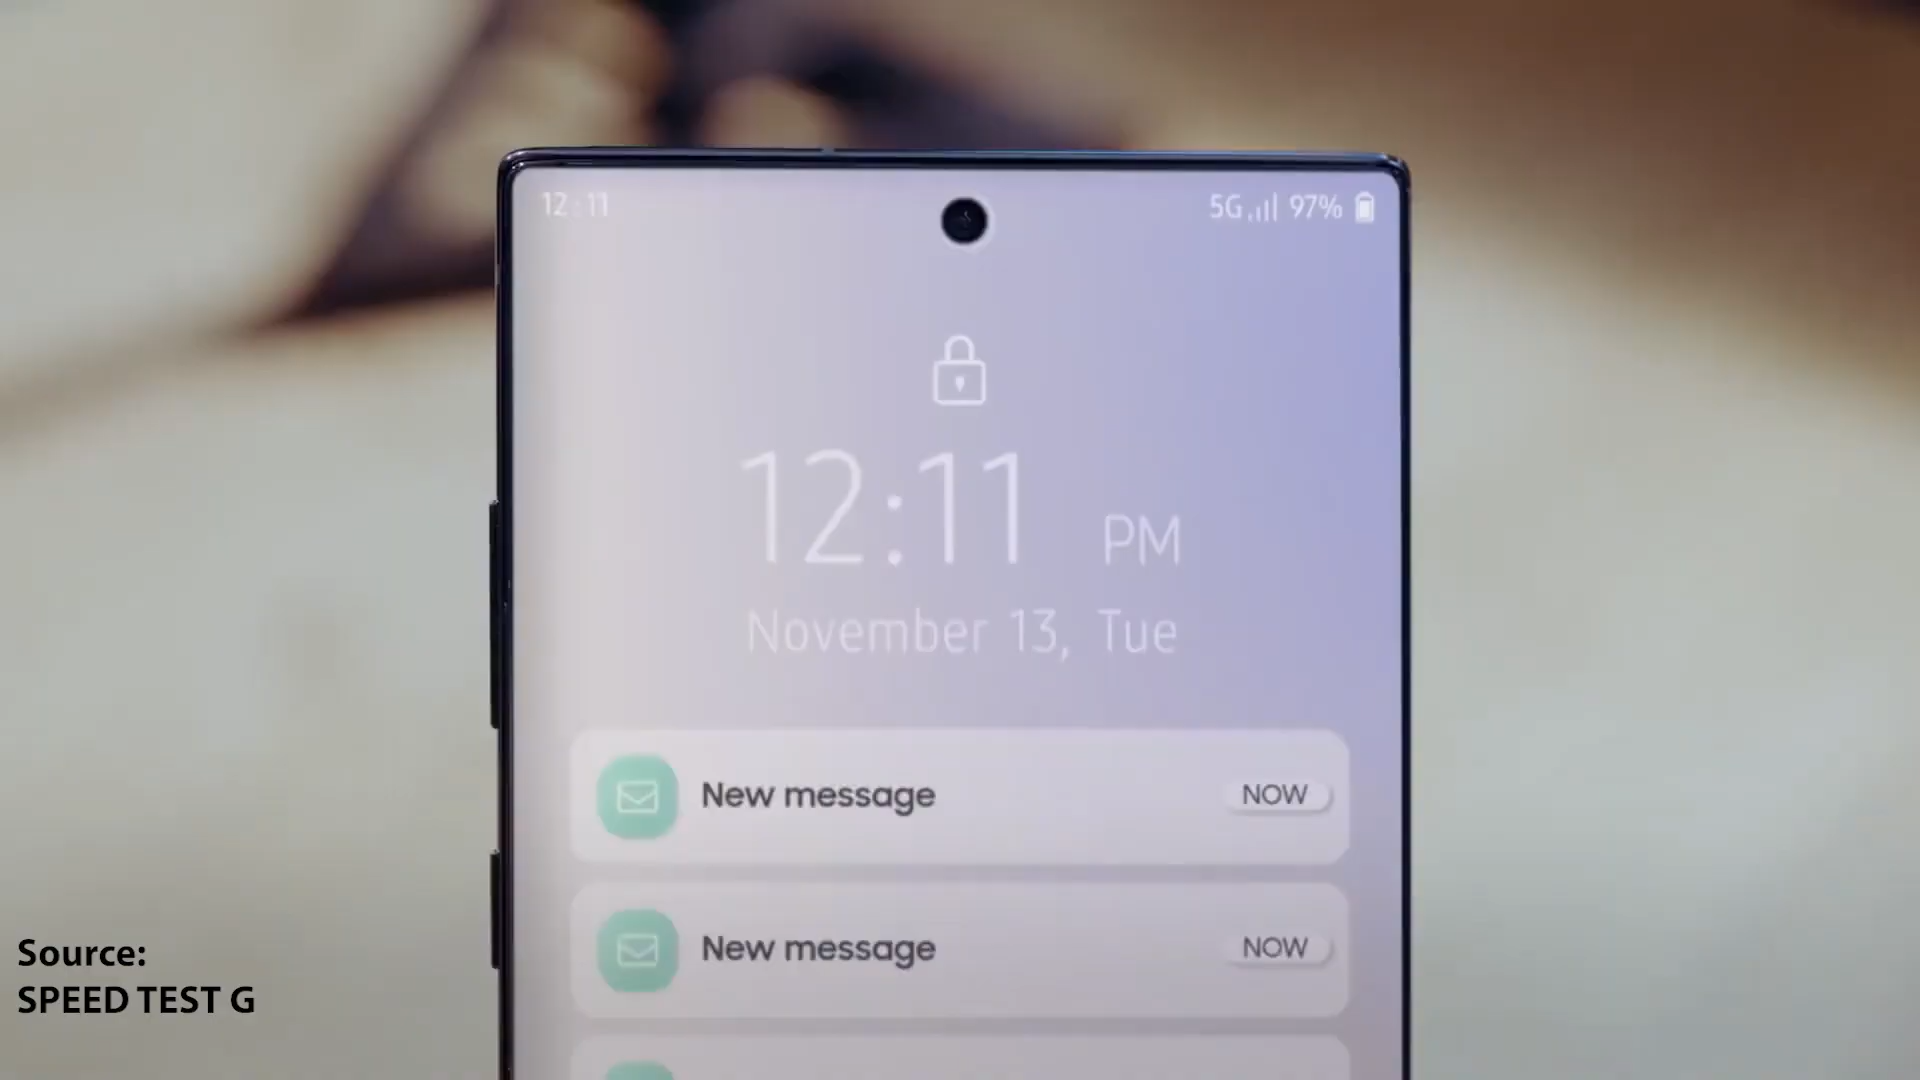 12:11
5G 97%
12:11 PM
November 13, Tue
New message NOW
New message NOW
Source:
SPEED TEST G